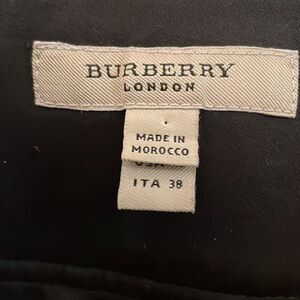 BURBERRY
LONDON
MADE IN
MOROCCO
ITA 38